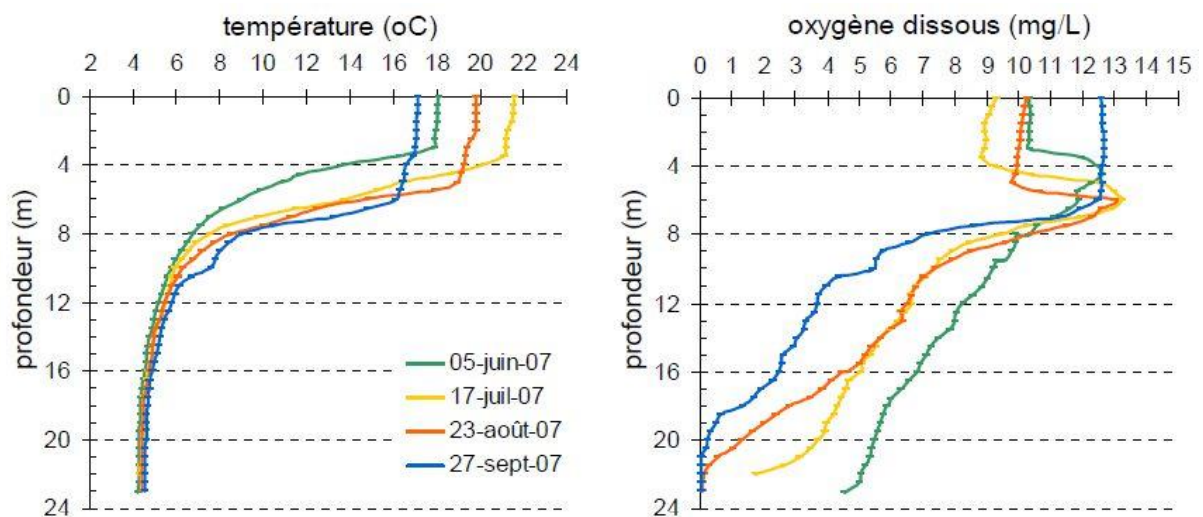 température (oC)
2 4 6 8 10 12 14 16 18 20 22 24
profondeur (m)
0
4
8
12
16
20
24
05-juin-07
17-juil-07
23-août-07
27-sept-07
oxygène dissous (mg/L)
0 1 2 3 4 5 6 7 8 9 10 11 12 13 14 15
profondeur (m)
0
4
8
12
16
20
24